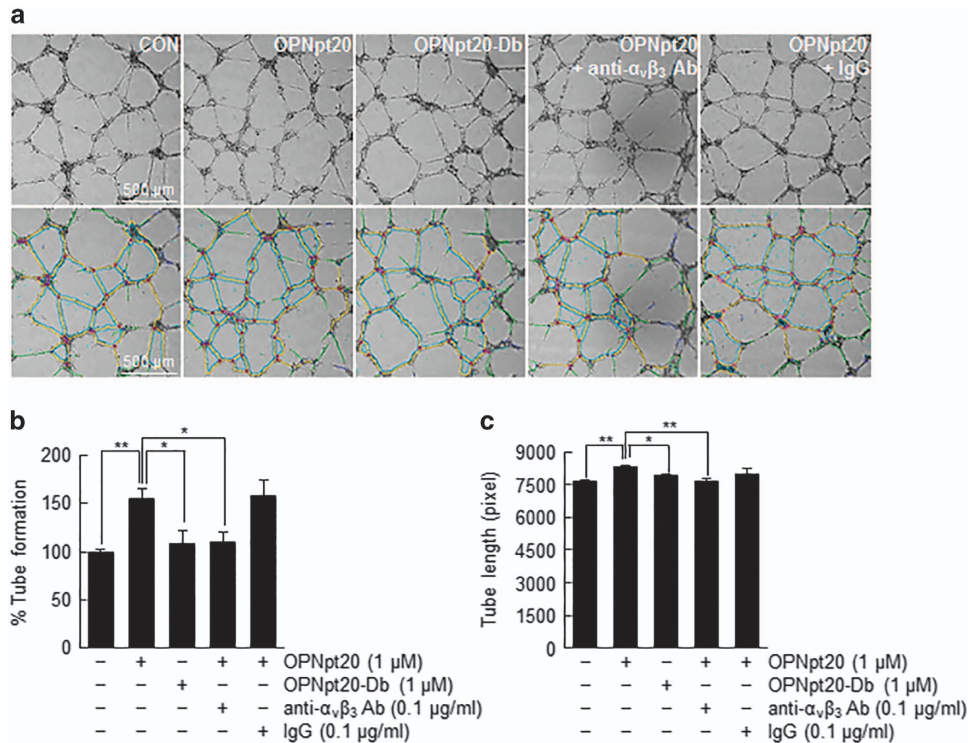 a
CON OPNpt20 OPNpt20-Db OPNpt20 OPNpt20
+ anti-αvβ3 Ab + IgG
500 µm
500 µm
b
c
** * *
** * **
% Tube formation
200
150
100
50
0
Tube length (pixel)
9000
7500
6000
4500
3000
1500
0
– + – + + OPNpt20 (1 µM)
– – + – – OPNpt20-Db (1 µM)
– – – + – anti-αvβ3 Ab (0.1 µg/ml)
– – – – + IgG (0.1 µg/ml)
– + – + + OPNpt20 (1 µM)
– – + – – OPNpt20-Db (1 µM)
– – – + – anti-αvβ3 Ab (0.1 µg/ml)
– – – – + IgG (0.1 µg/ml)